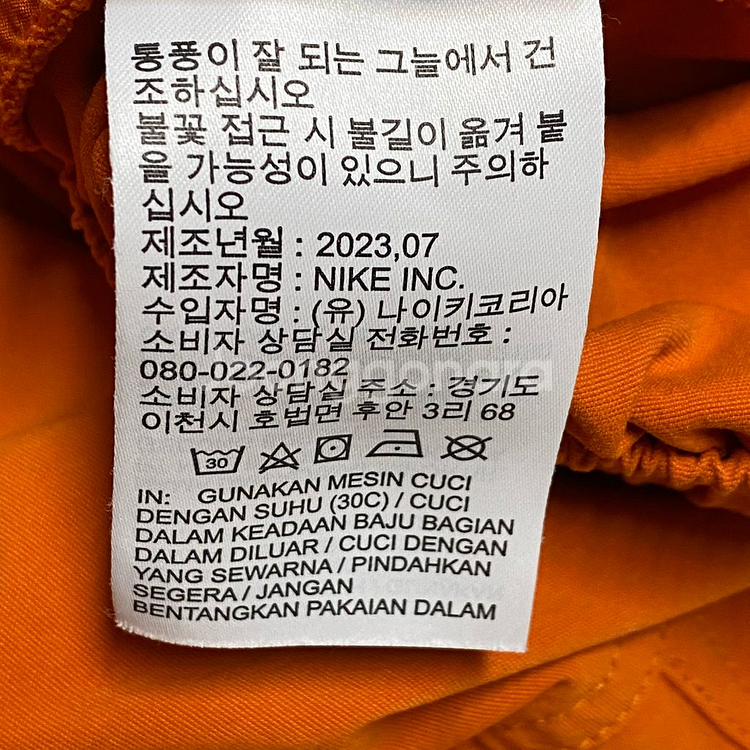 통풍이 잘 되는 그늘에서 건
조하십시오
불꽃 접근 시 불길이 옮겨 붙
을 가능성이 있으니 주의하
십시오
제조년월 : 2023,07
제조자명 : NIKE INC.
수입자명 : (유) 나이키코리아
소비자 상담실 전화번호 :
080-022-0182
소비자 상담실 주소 : 경기도
이천시 호법면 후안 3리 68
30
IN: GUNAKAN MESIN CUCI
DENGAN SUHU (30C) / CUCI
DALAM KEADAAN BAJU BAGIAN
DALAM DILUAR / CUCI DENGAN
YANG SEWARNA / PINDAHKAN
SEGERA / JANGAN
BENTANGKAN PAKAIAN DALAM